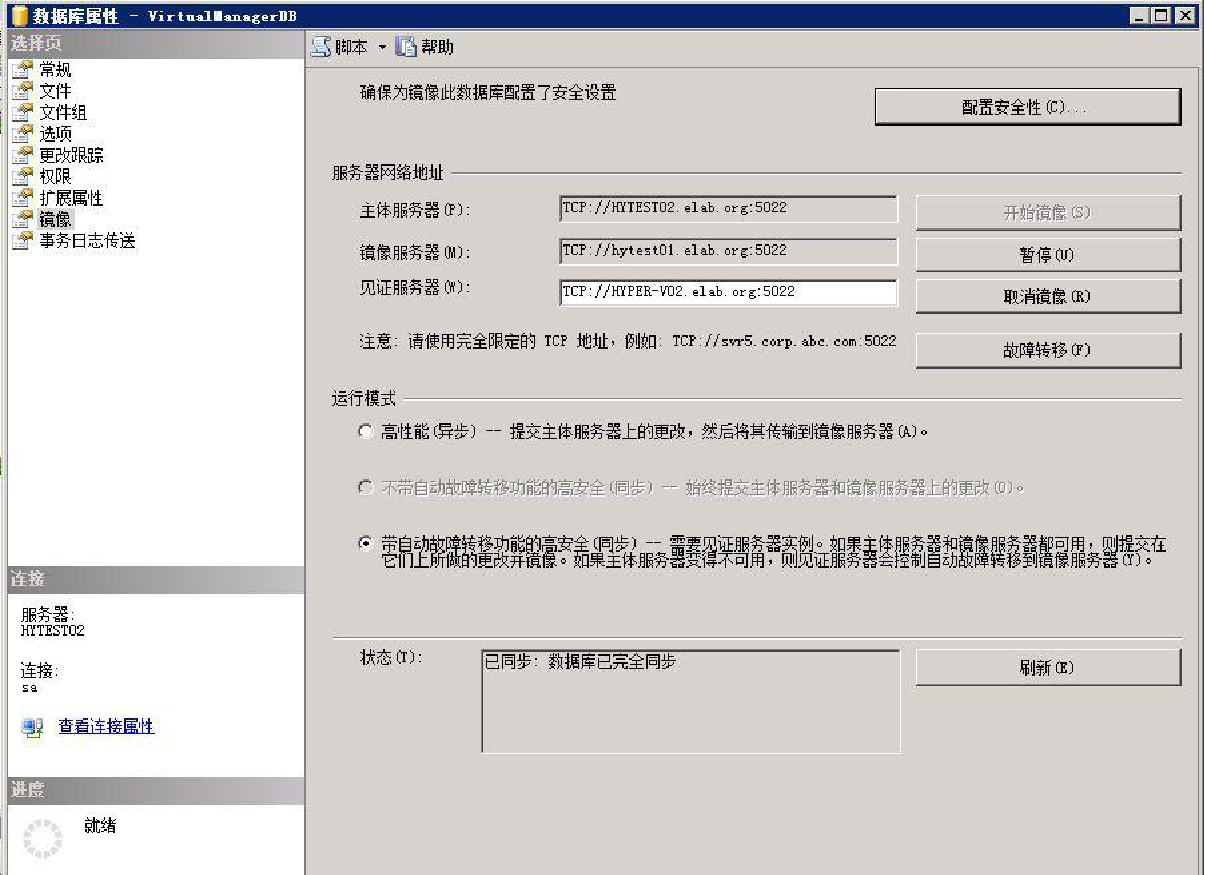 数据库属性 - VirtualManagerDB
选择页
常规
文件
文件组
选项
更改跟踪
权限
扩展属性
镜像
事务日志传送
连接
服务器:
HYTEST02
连接:
sa
查看连接属性
进度
就绪
脚本
帮助
确保为镜像此数据库配置了安全设置
配置安全性(C)...
服务器网络地址
主体服务器(P):
TCP://HYTEST02.elab.org:5022
开始镜像(S)
镜像服务器(M):
TCP://hytest01.elab.org:5022
暂停(U)
见证服务器(W):
TCP://HYPER-V02.elab.org:5022
取消镜像(R)
注意: 请使用完全限定的 TCP 地址，例如: TCP://svr5.corp.abc.com:5022
故障转移(F)
运行模式
高性能(异步) -- 提交主体服务器上的更改，然后将其传输到镜像服务器(A)。
不带自动故障转移功能的高安全(同步) -- 始终提交主体服务器和镜像服务器上的更改(O)。
带自动故障转移功能的高安全(同步) -- 需要见证服务器实例。如果主体服务器和镜像服务器都可用，则提交在
它们上所做的更改并镜像。如果主体服务器变得不可用，则见证服务器会控制自动故障转移到镜像服务器(Y)。
状态(T):
已同步: 数据库已完全同步
刷新(E)